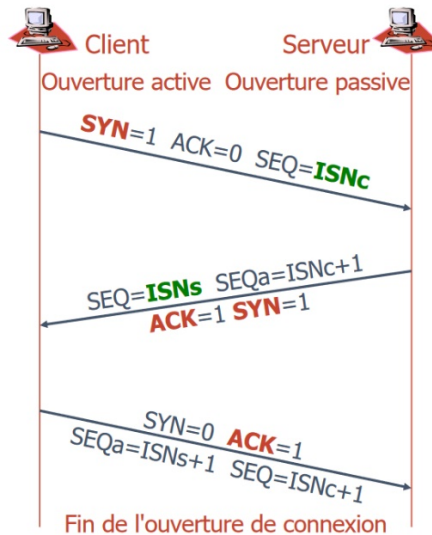 Client Serveur
Ouverture active Ouverture passive
SYN=1 ACK=0 SEQ=ISNc
SEQ=ISNs SEQa=ISNc+1
ACK=1 SYN=1
SYN=0 ACK=1
SEQa=ISNs+1 SEQ=ISNc+1
Fin de l'ouverture de connexion